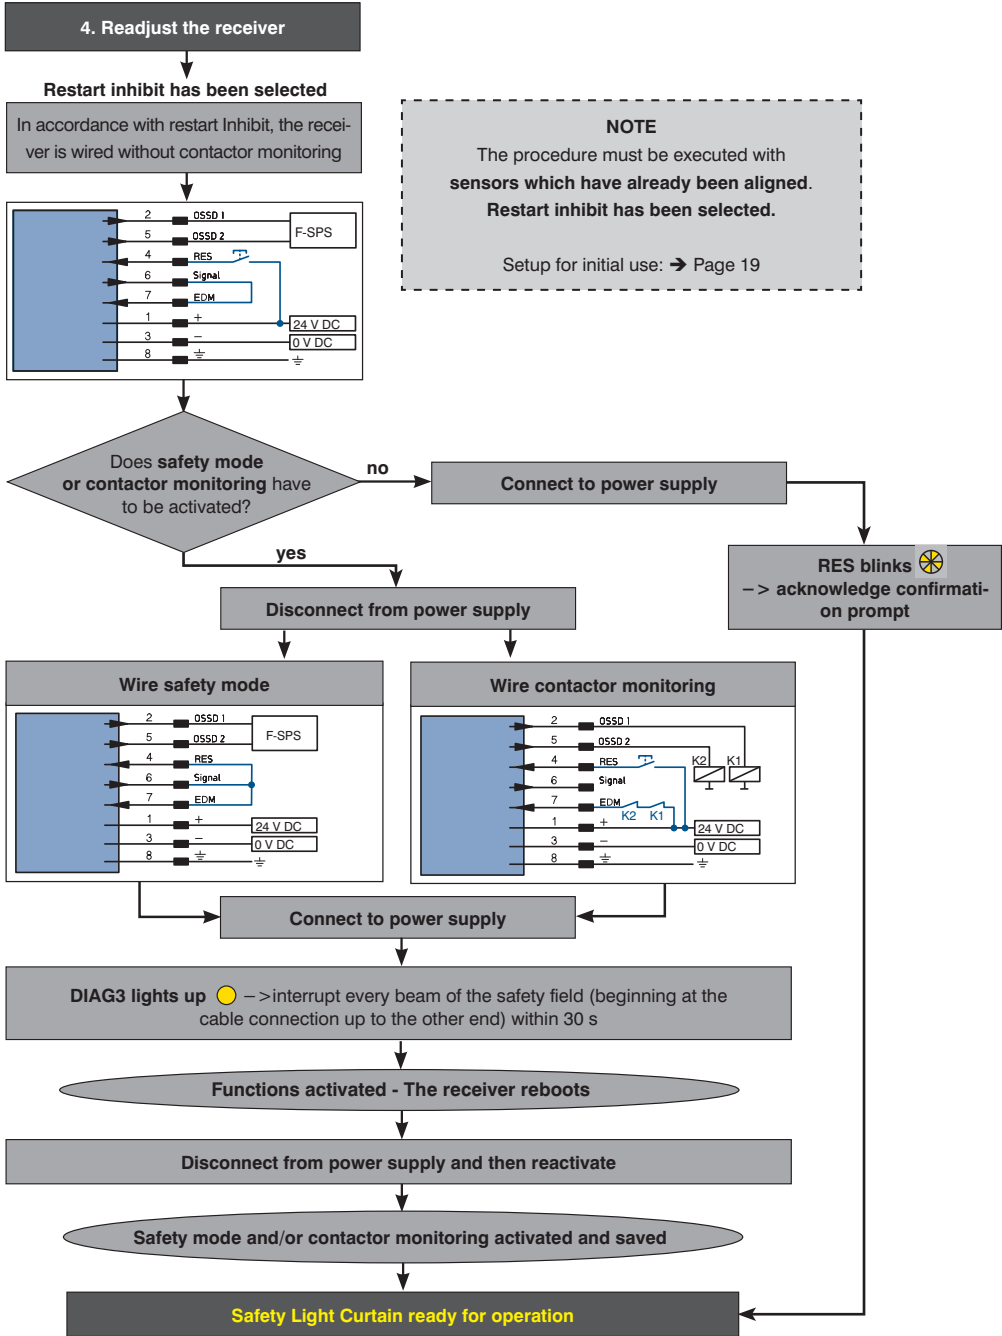 4. Readjust the receiver
Restart inhibit has been selected
In accordance with restart Inhibit, the recei-
ver is wired without contactor monitoring
NOTE
The procedure must be executed with
sensors which have already been aligned.
Restart inhibit has been selected.
Setup for initial use: ➔ Page 19
2 OSSD 1
5 OSSD 2
F-SPS
4 RES
6 Signal
7 EDM
1 +
24 V DC
3 –
0 V DC
8
Does safety mode
or contactor monitoring have
to be activated?
no
Connect to power supply
RES blinks
–> acknowledge confirmati-
on prompt
yes
Disconnect from power supply
Wire safety mode
2 OSSD 1
5 OSSD 2
F-SPS
4 RES
6 Signal
7 EDM
1 +
24 V DC
3 –
0 V DC
8
Wire contactor monitoring
2 OSSD 1
5 OSSD 2
4 RES
K2 K1
6 Signal
7 EDM
K2 K1
1 +
24 V DC
3 –
0 V DC
8
Connect to power supply
DIAG3 lights up –>interrupt every beam of the safety field (beginning at the
cable connection up to the other end) within 30 s
Functions activated - The receiver reboots
Disconnect from power supply and then reactivate
Safety mode and/or contactor monitoring activated and saved
Safety Light Curtain ready for operation